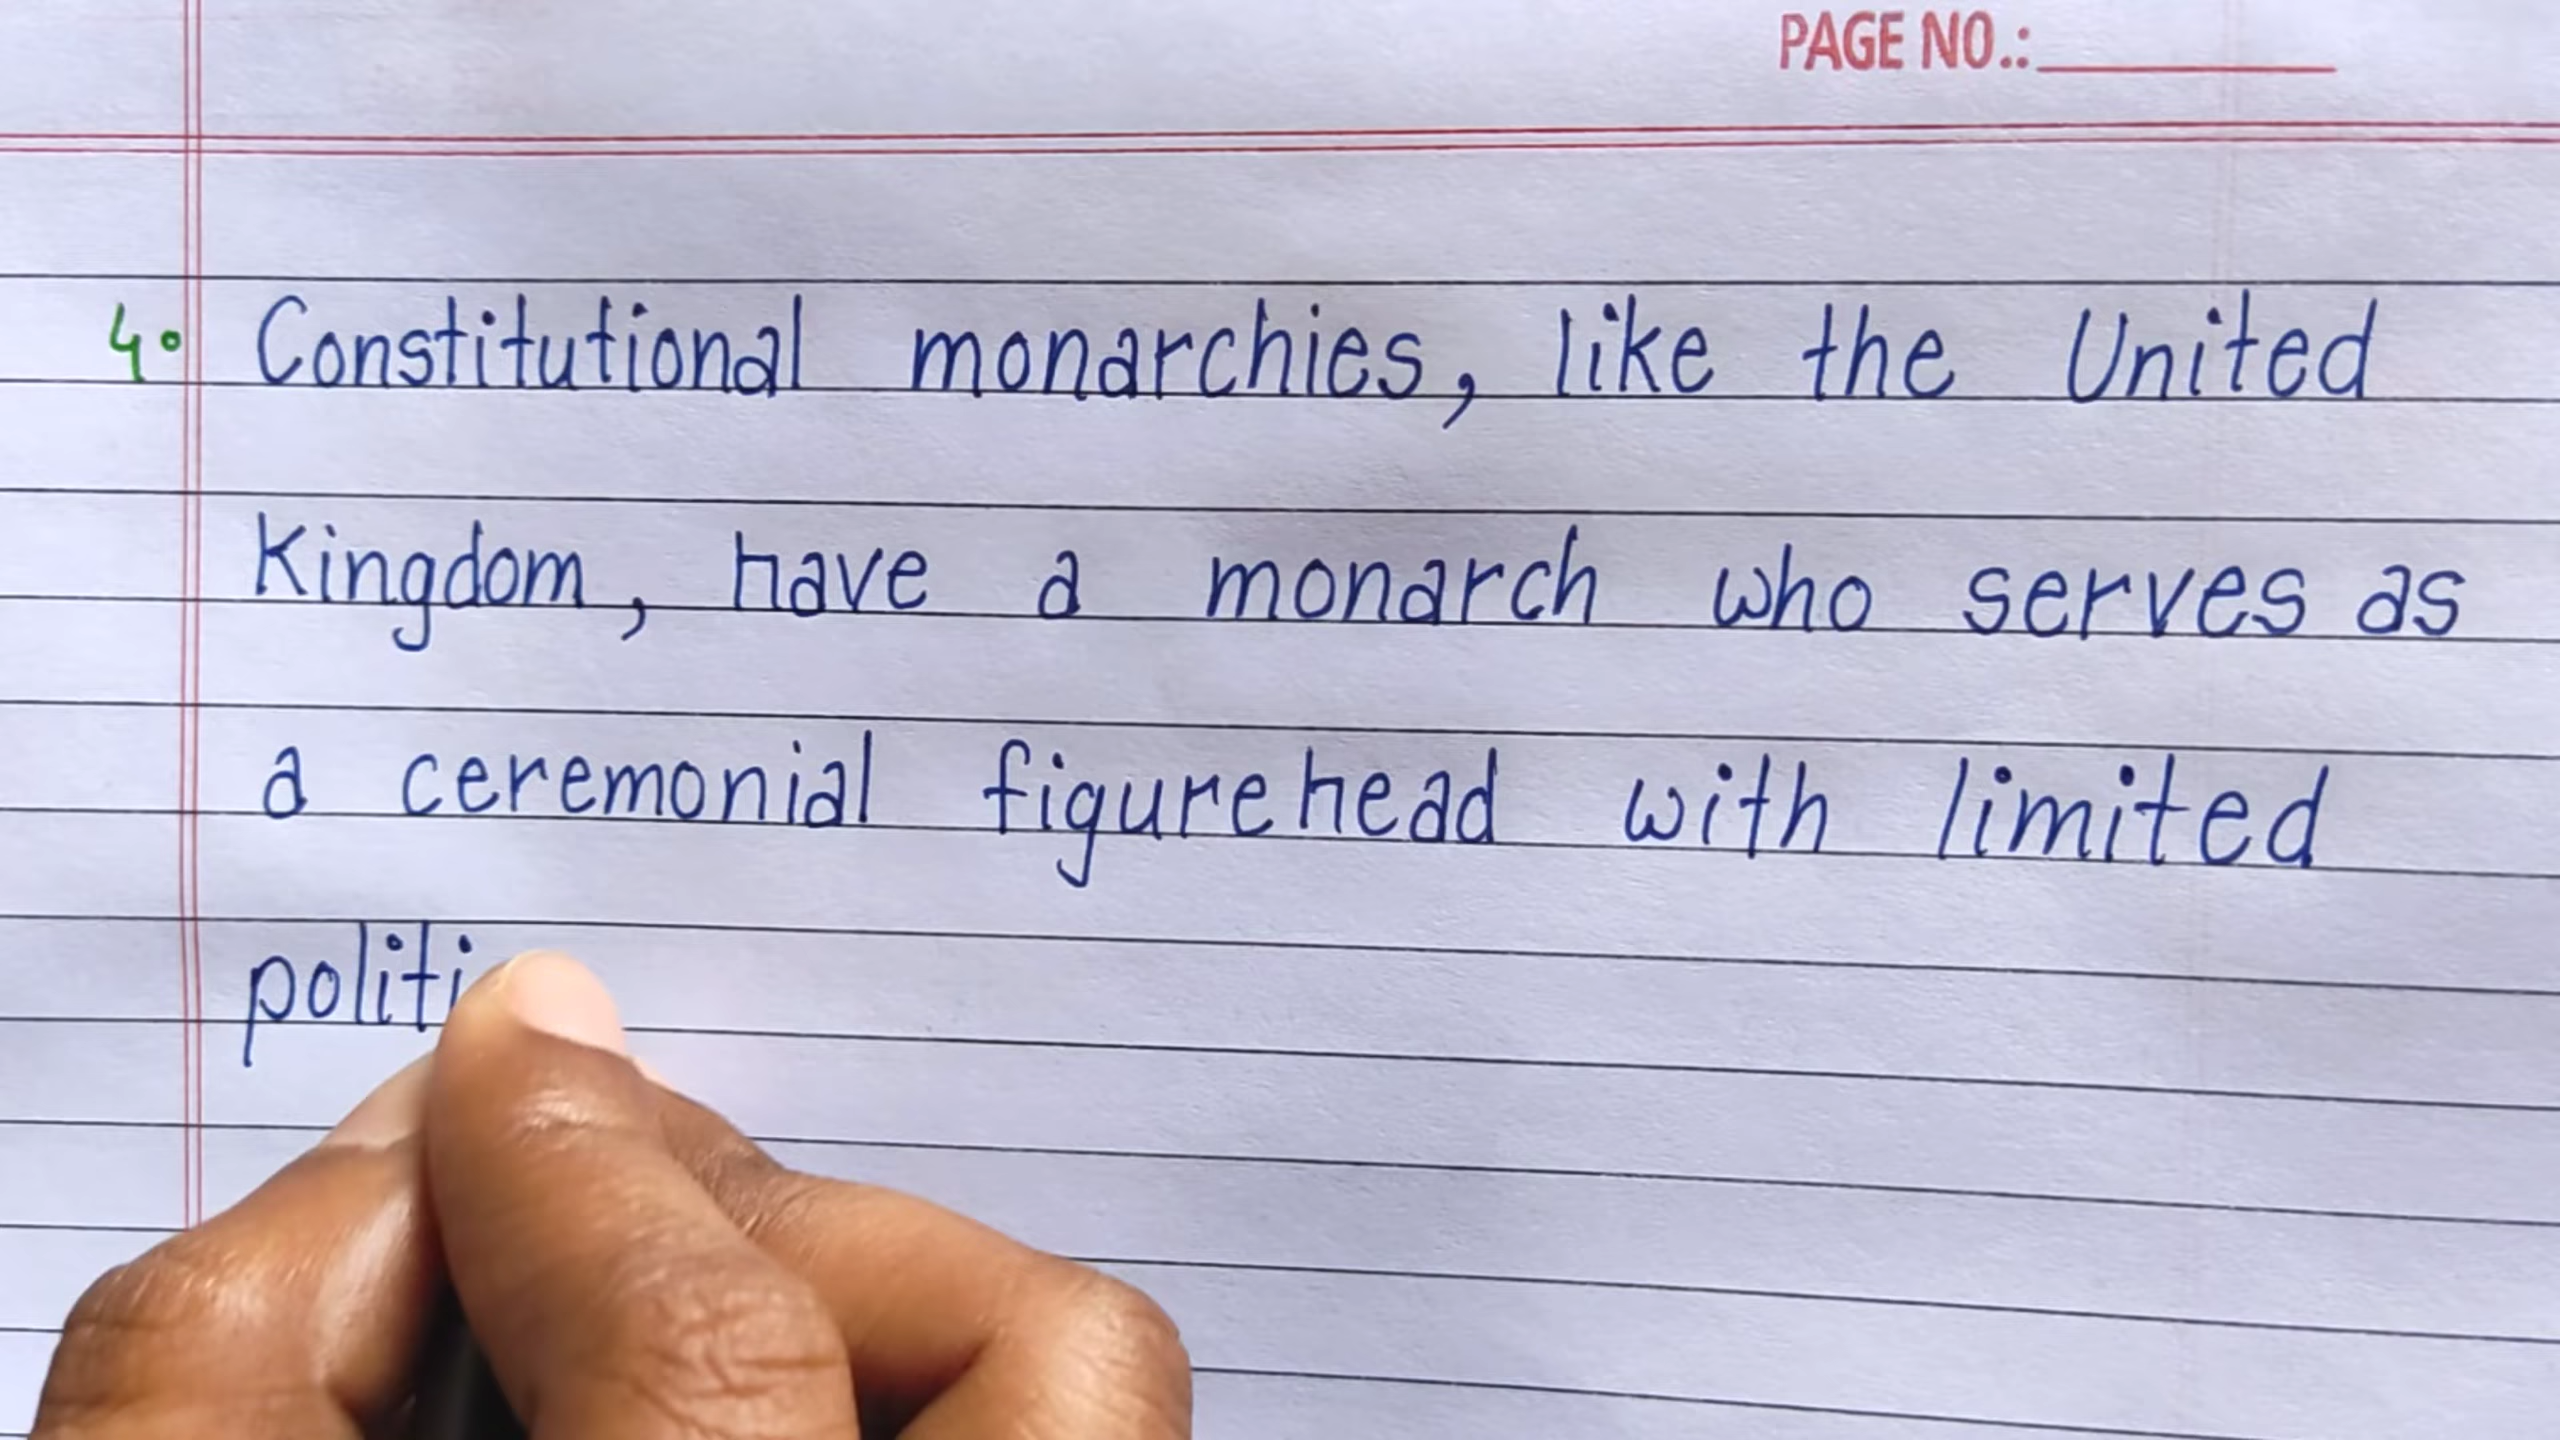 PAGE NO.:
4. Constitutional monarchies, like the United
Kingdom, have a monarch who serves as
a ceremonial figurehead with limited
politi